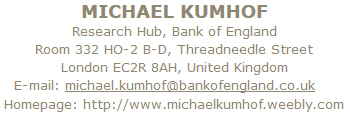 MICHAEL KUMHOF
Research Hub, Bank of England
Room 332 HO-2 B-D, Threadneedle Street
London EC2R 8AH, United Kingdom
E-mail: michael.kumhof@bankofengland.co.uk
Homepage: http://www.michaelkumhof.weebly.com